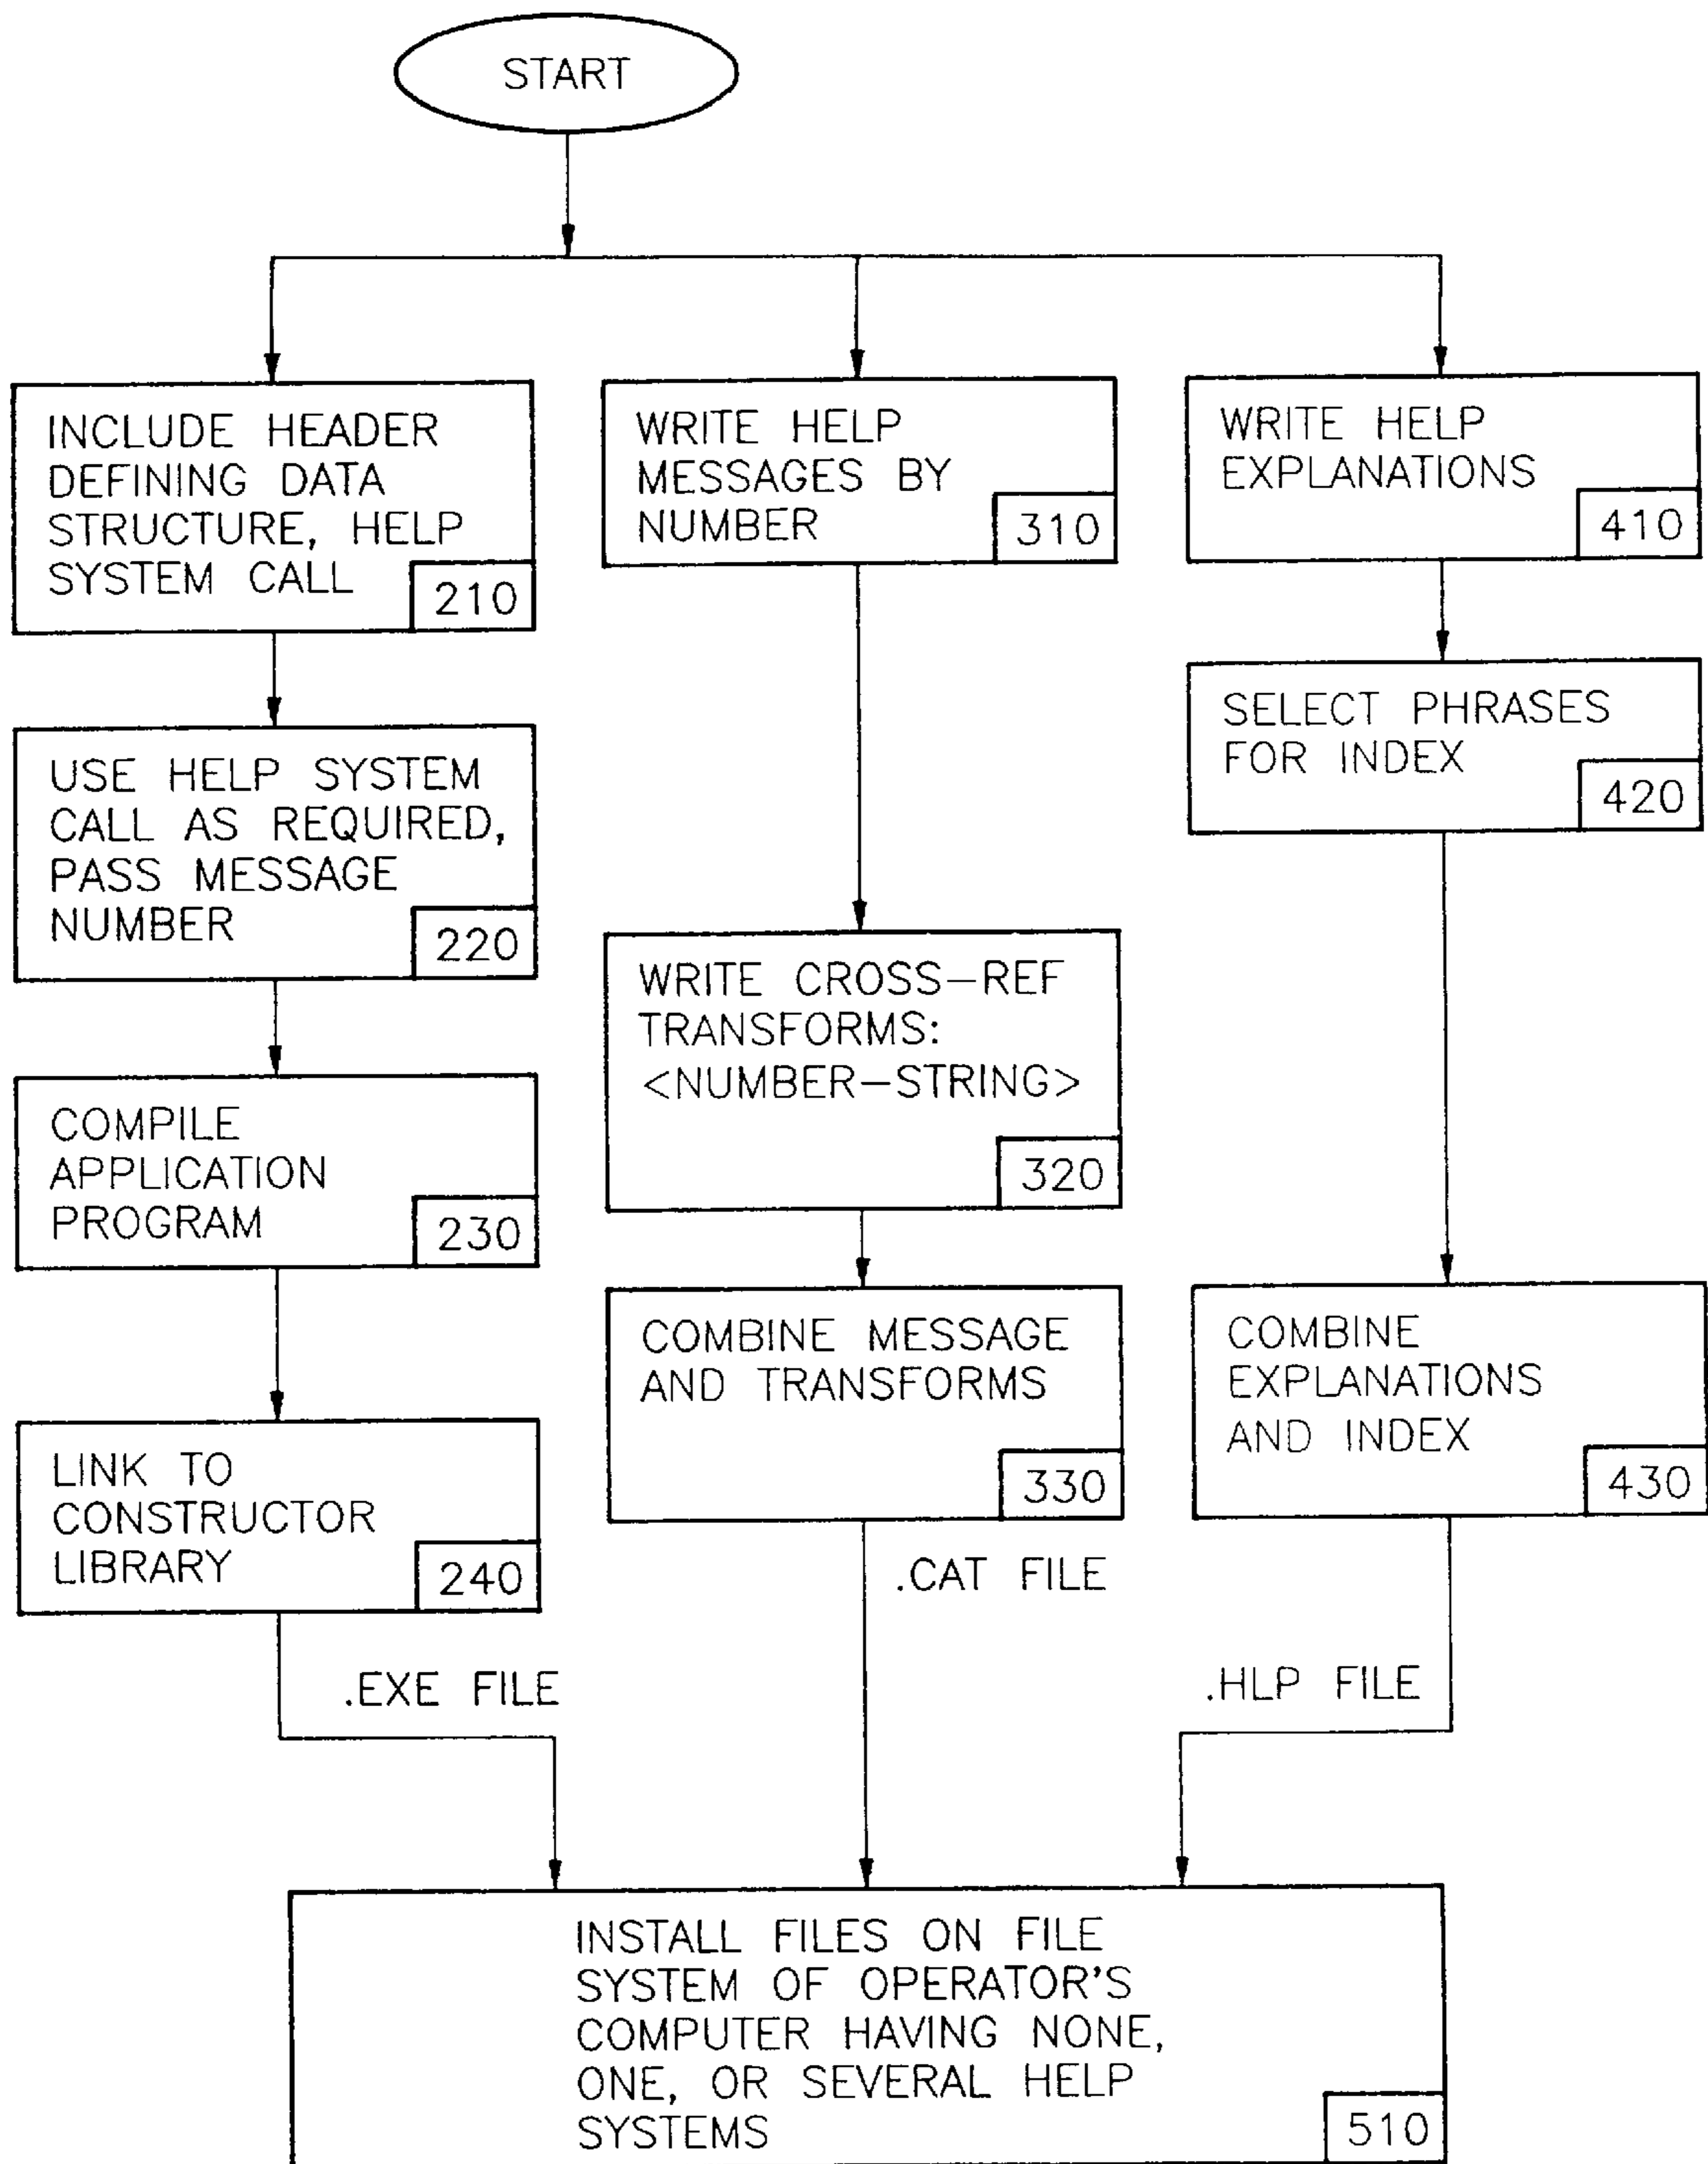 START
INCLUDE HEADER
DEFINING DATA
STRUCTURE, HELP
SYSTEM CALL
210
USE HELP SYSTEM
CALL AS REQUIRED,
PASS MESSAGE
NUMBER
220
COMPILE
APPLICATION
PROGRAM
230
LINK TO
CONSTRUCTOR
LIBRARY
240
.EXE FILE
WRITE HELP
MESSAGES BY
NUMBER
310
WRITE CROSS–REF
TRANSFORMS:
<NUMBER–STRING>
320
COMBINE MESSAGE
AND TRANSFORMS
330
.CAT FILE
WRITE HELP
EXPLANATIONS
410
SELECT PHRASES
FOR INDEX
420
COMBINE
EXPLANATIONS
AND INDEX
430
.HLP FILE
INSTALL FILES ON FILE
SYSTEM OF OPERATOR'S
COMPUTER HAVING NONE,
ONE, OR SEVERAL HELP
SYSTEMS
510